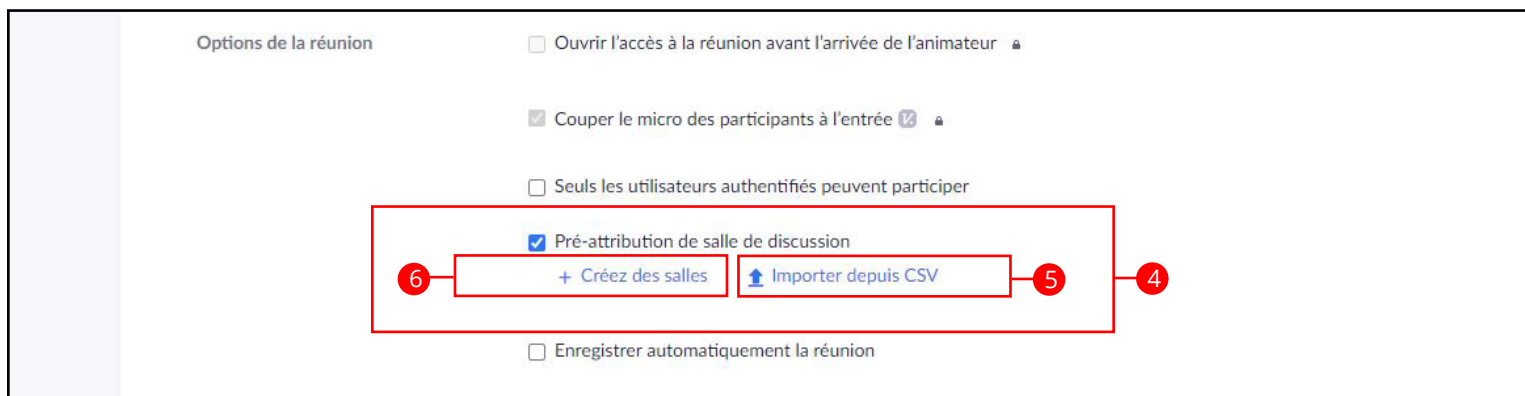 Options de la réunion
Ouvrir l’accès à la réunion avant l’arrivée de l’animateur
Couper le micro des participants à l’entrée
Seuls les utilisateurs authentifiés peuvent participer
Pré-attribution de salle de discussion
6 + Créez des salles Importer depuis CSV 5 4
Enregistrer automatiquement la réunion